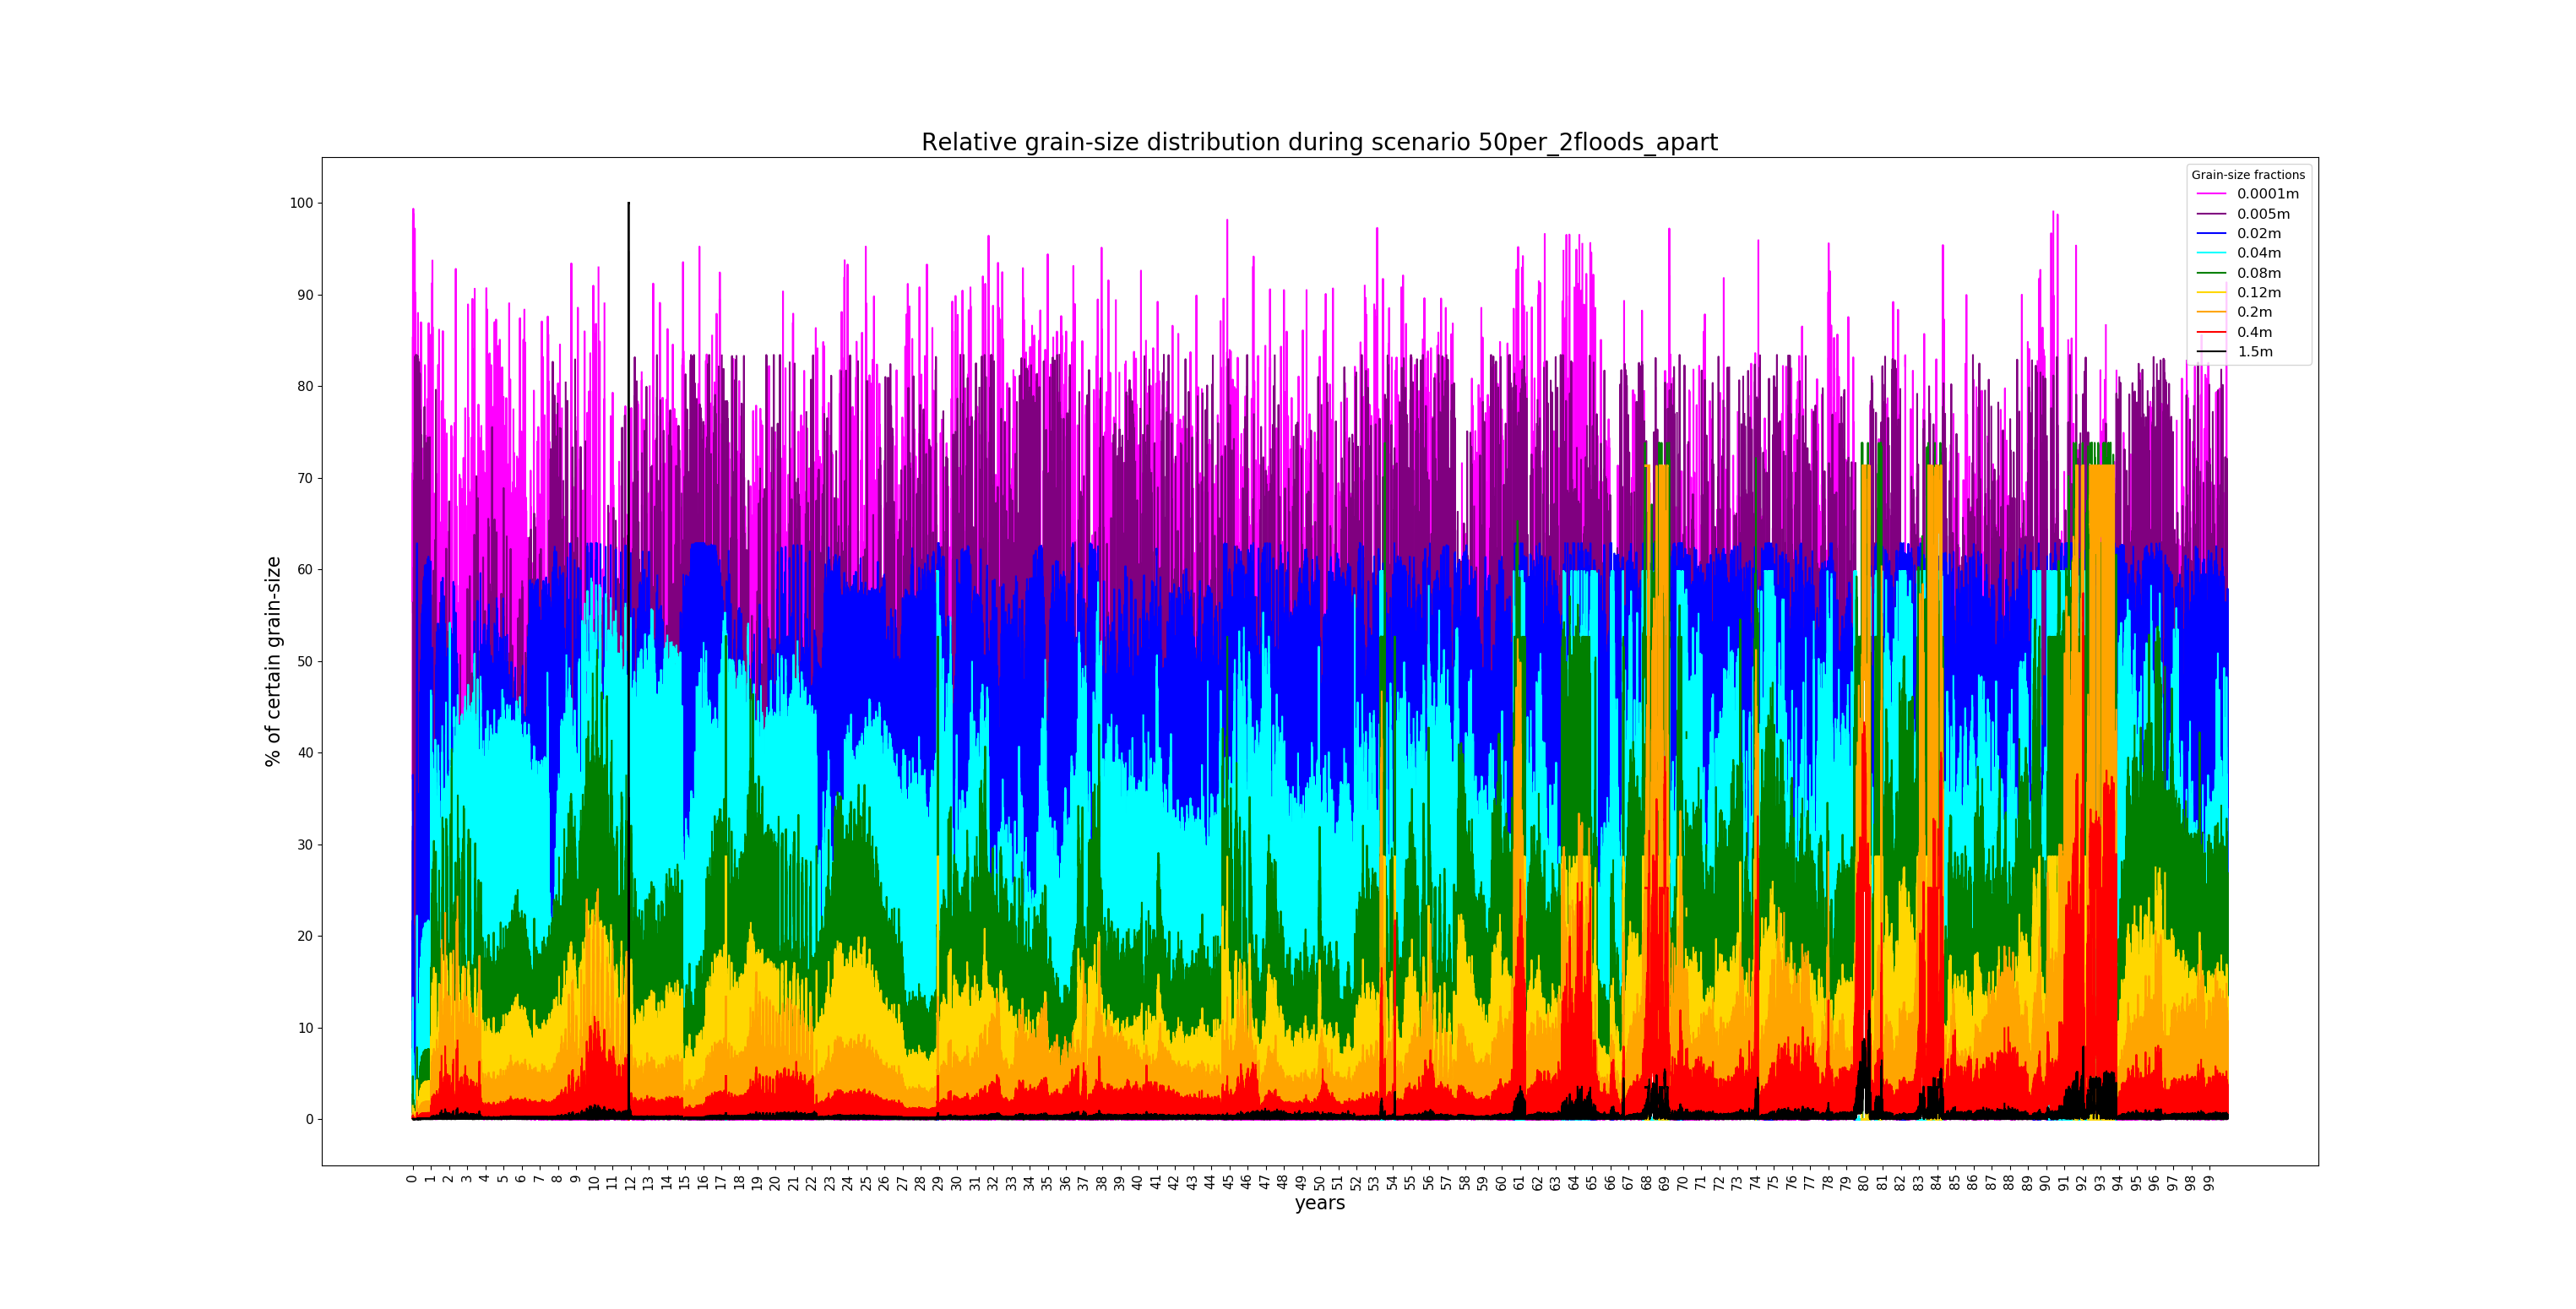 Relative grain-size distribution during scenario 50per_2floods_apart
Grain-size fractions
0.0001m
0.005m
0.02m
0.04m
0.08m
0.12m
0.2m
0.4m
1.5m
% of certain grain-size
100
90
80
70
60
50
40
30
20
10
0
0 1 2 3 4 5 6 7 8 9 10 11 12 13 14 15 16 17 18 19 20 21 22 23 24 25 26 27 28 29 30 31 32 33 34 35 36 37 38 39 40 41 42 43 44 45 46 47 48 49 50 51 52 53 54 55 56 57 58 59 60 61 62 63 64 65 66 67 68 69 70 71 72 73 74 75 76 77 78 79 80 81 82 83 84 85 86 87 88 89 90 91 92 93 94 95 96 97 98 99
years